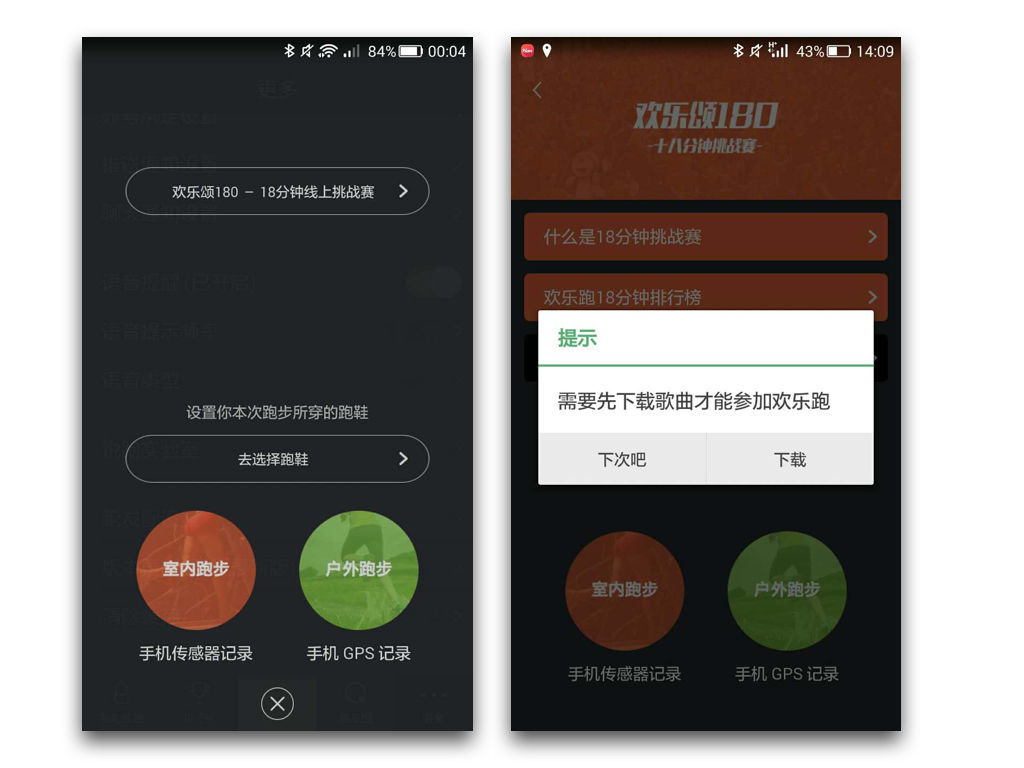 84% 00:04
更多
欢乐颂180 – 18分钟线上挑战赛
语音提醒 (已开启)
语音提示频率
语音类型
设置你本次跑步所穿的跑鞋
去选择跑鞋
室内跑步
户外跑步
手机传感器记录
手机 GPS 记录
43% 14:09
欢乐颂180
-十八分钟挑战赛-
什么是18分钟挑战赛
欢乐跑18分钟排行榜
提示
需要先下载歌曲才能参加欢乐跑
下次吧
下载
室内跑步
户外跑步
手机传感器记录
手机 GPS 记录